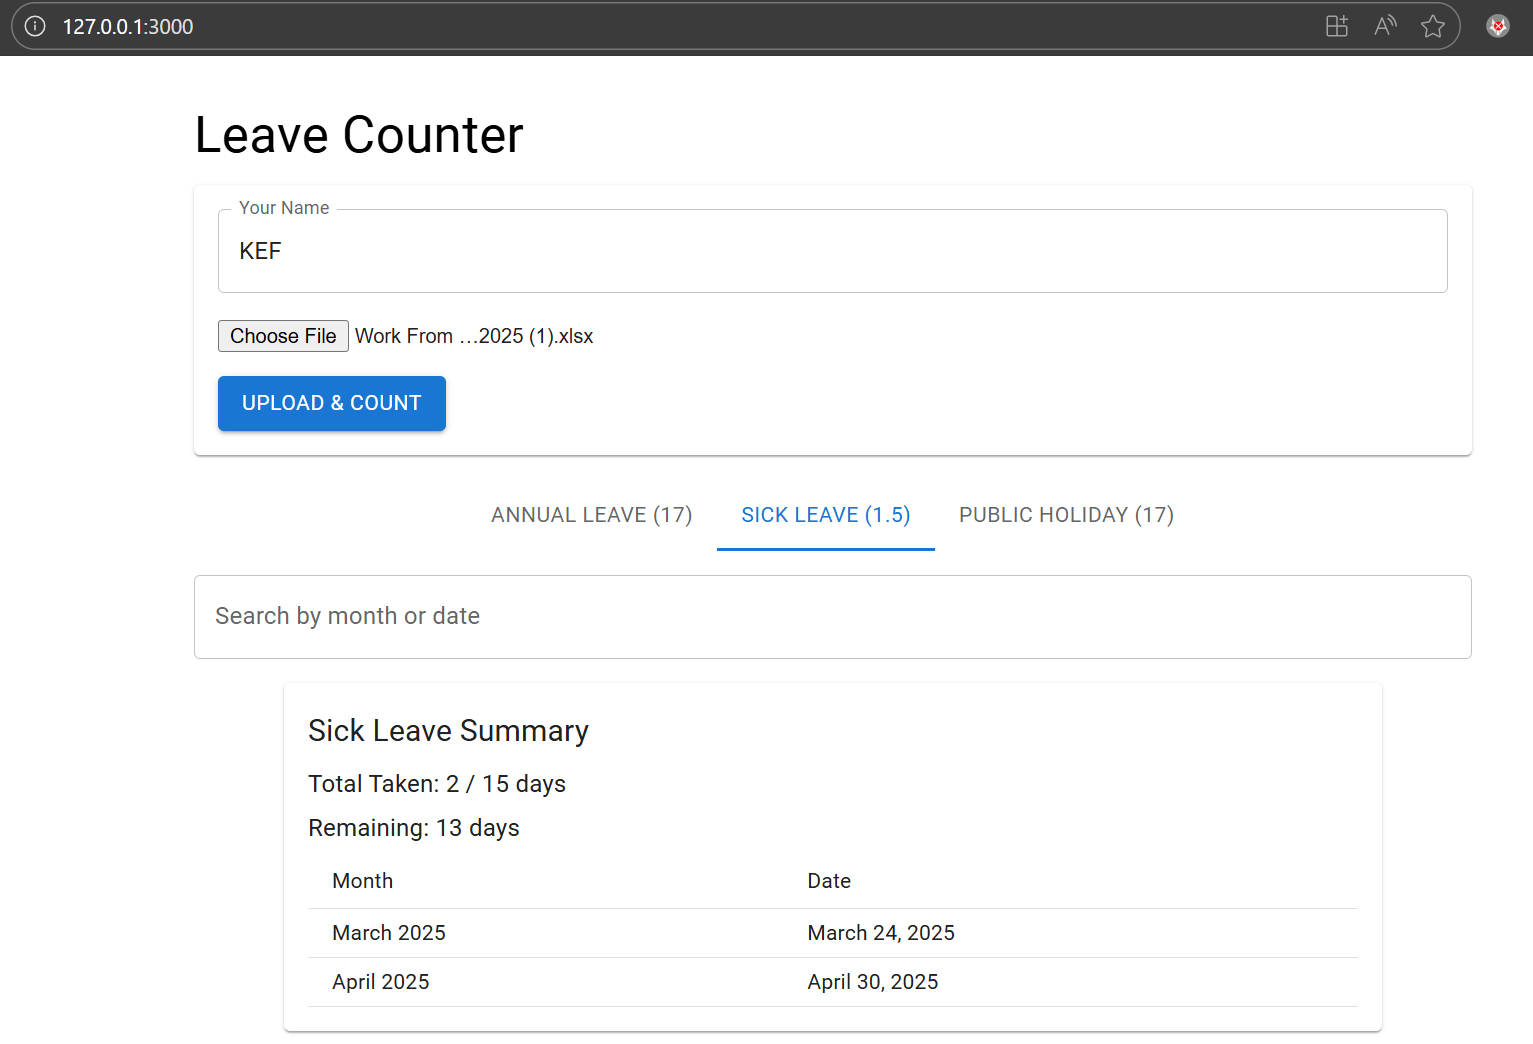 127.0.0.1:3000
Leave Counter
Your Name
KEF
Choose File Work From ...2025 (1).xlsx
UPLOAD & COUNT
ANNUAL LEAVE (17) SICK LEAVE (1.5) PUBLIC HOLIDAY (17)
Search by month or date
Sick Leave Summary
Total Taken: 2 / 15 days
Remaining: 13 days
Month Date
March 2025 March 24, 2025
April 2025 April 30, 2025